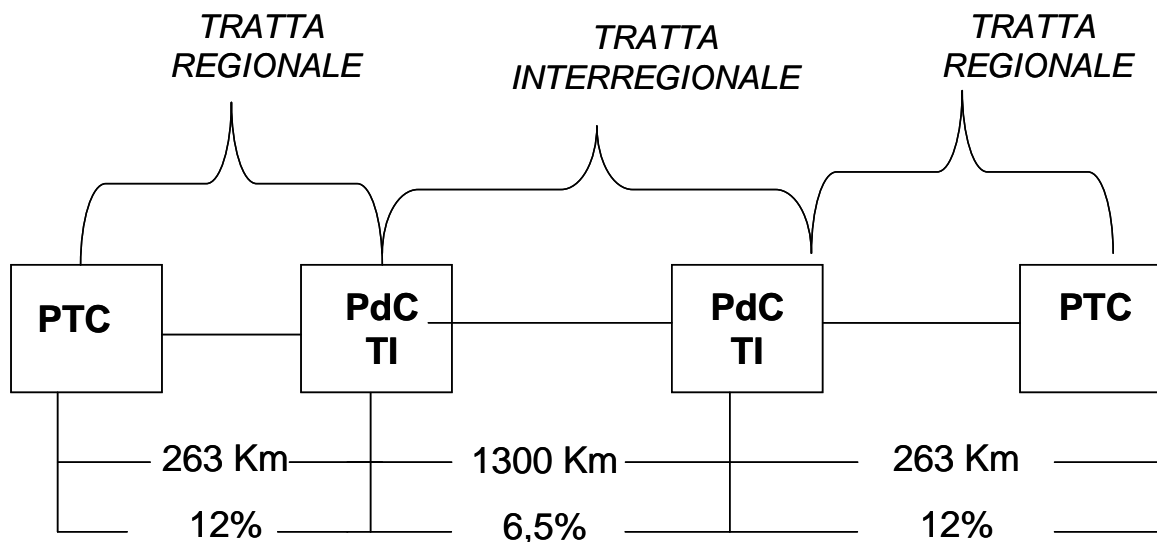 TRATTA
REGIONALE
TRATTA
INTERREGIONALE
TRATTA
REGIONALE
PTC
PdC
TI
PdC
TI
PTC
263 Km
1300 Km
263 Km
12%
6,5%
12%